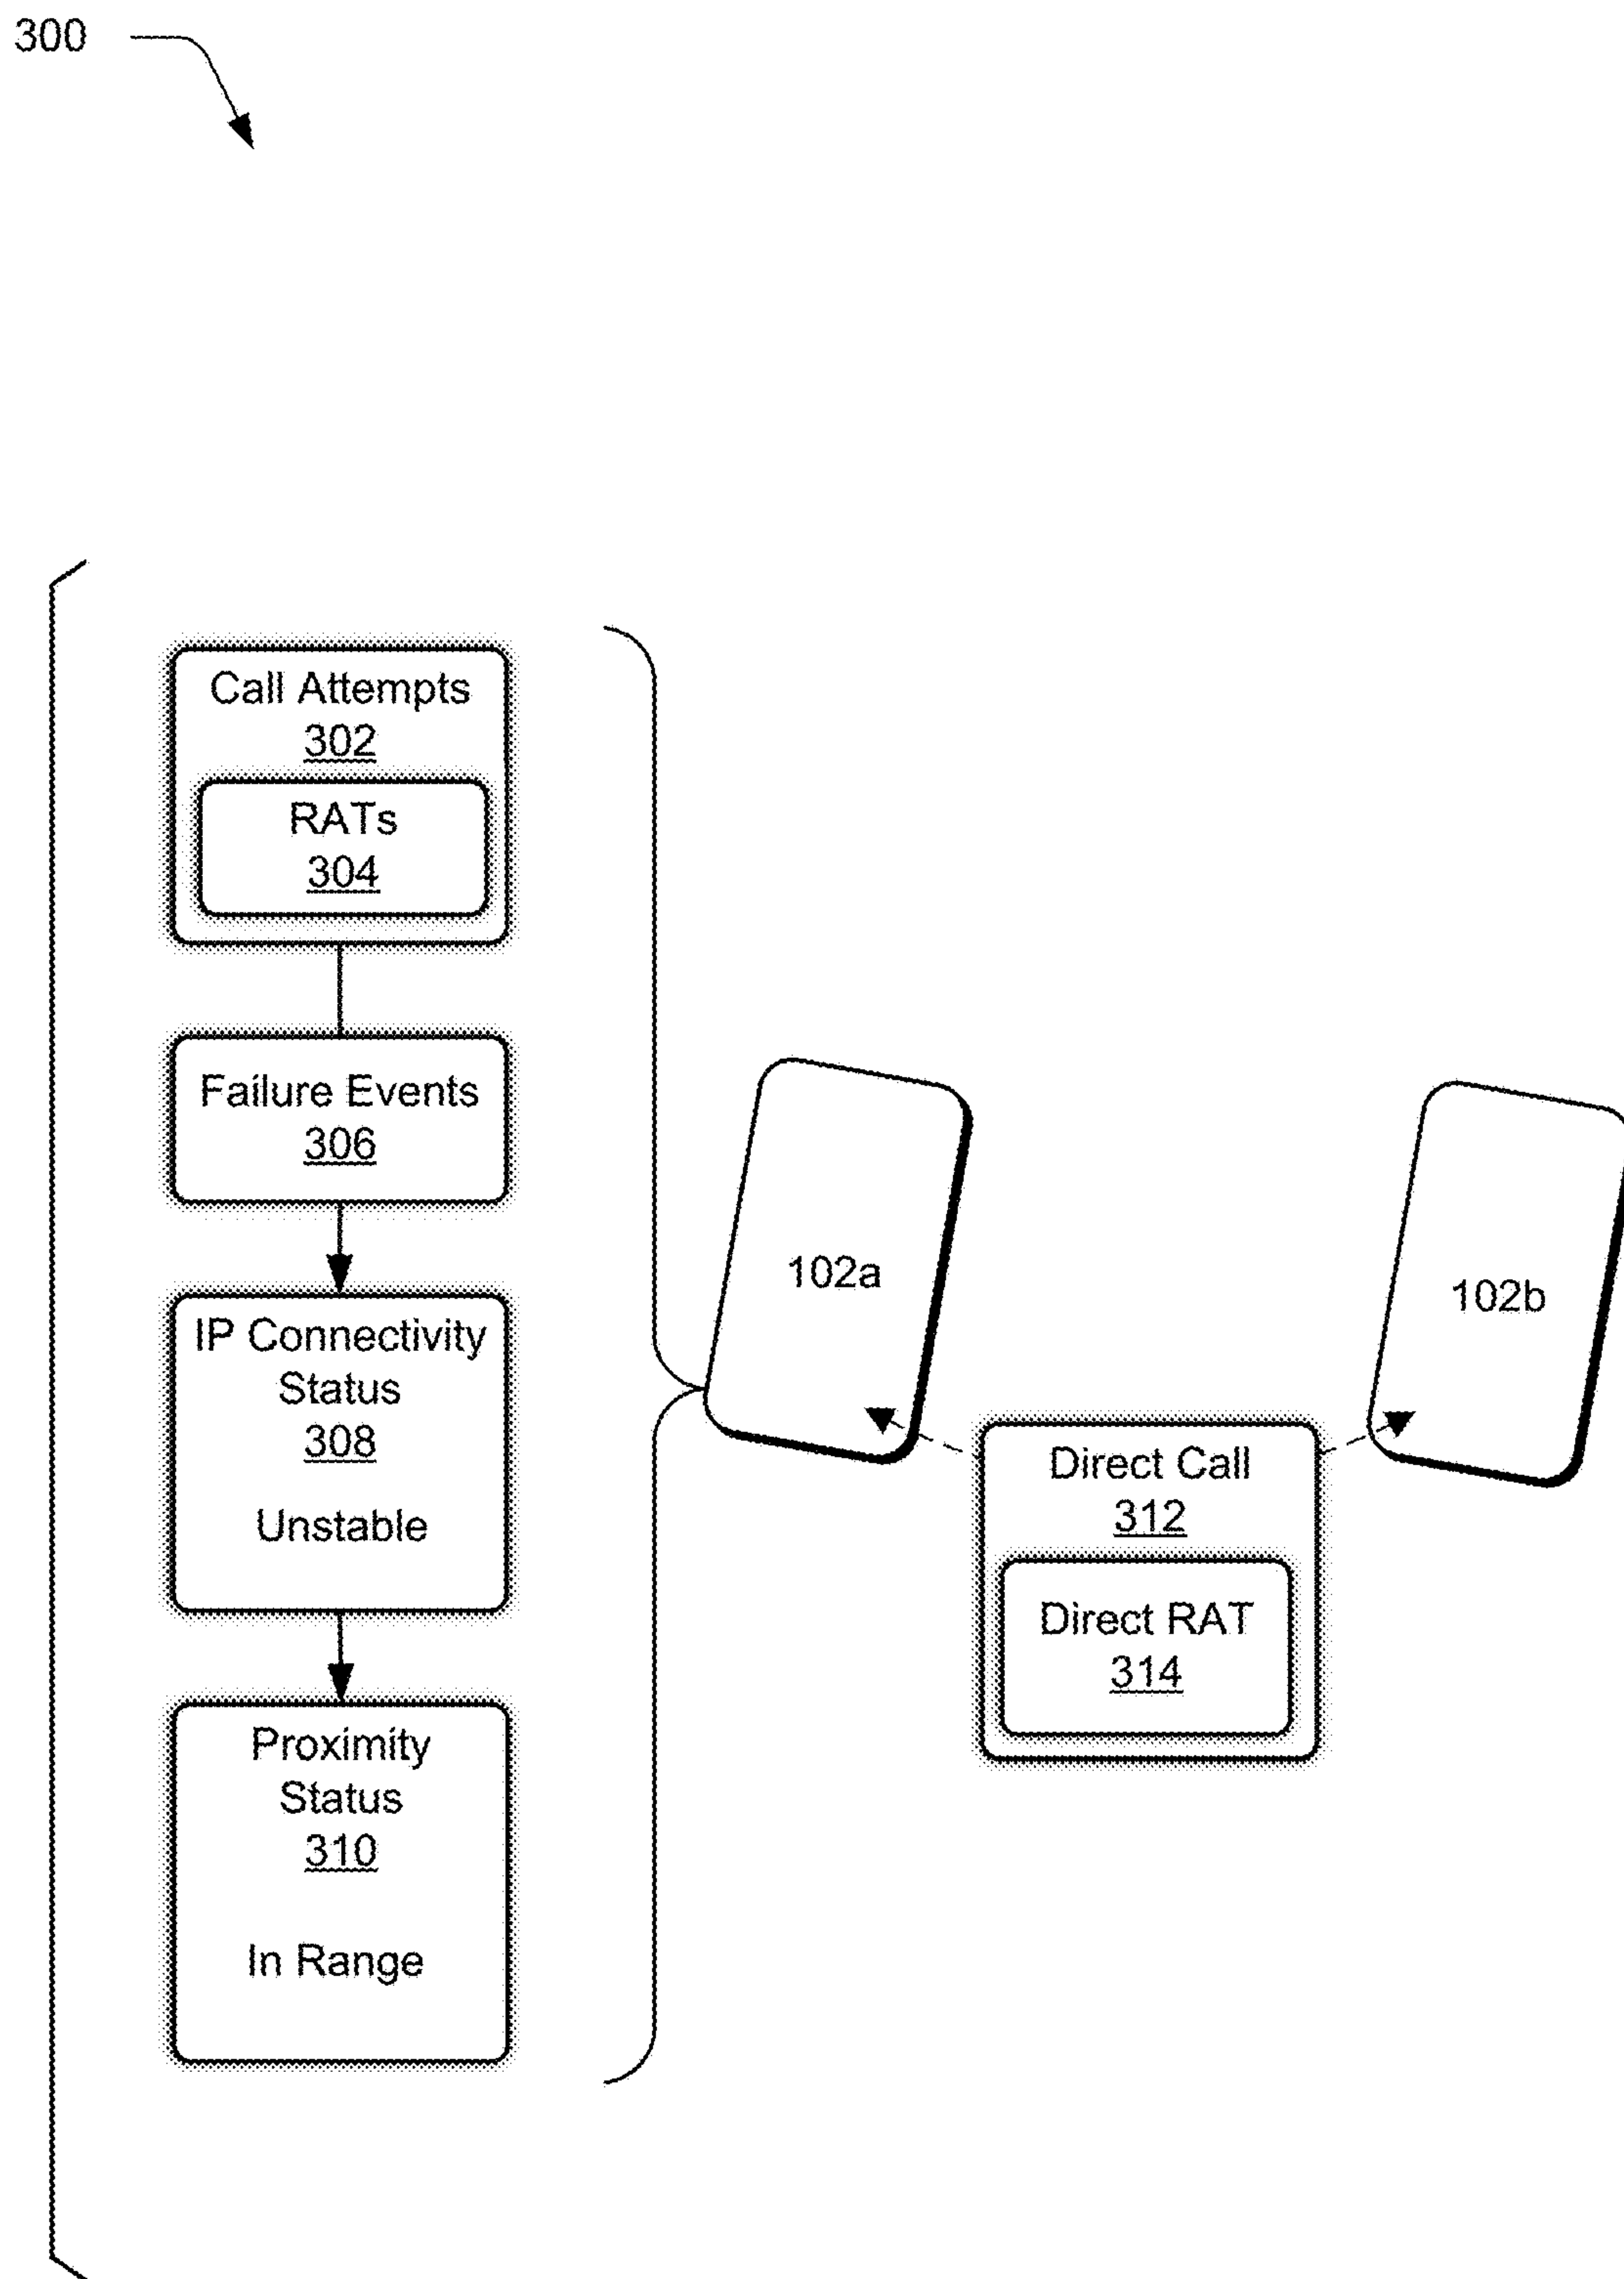 300
Call Attempts
302
RATs
304
Failure Events
306
IP Connectivity
Status
308
Unstable
Proximity
Status
310
In Range
102a
102b
Direct Call
312
Direct RAT
314